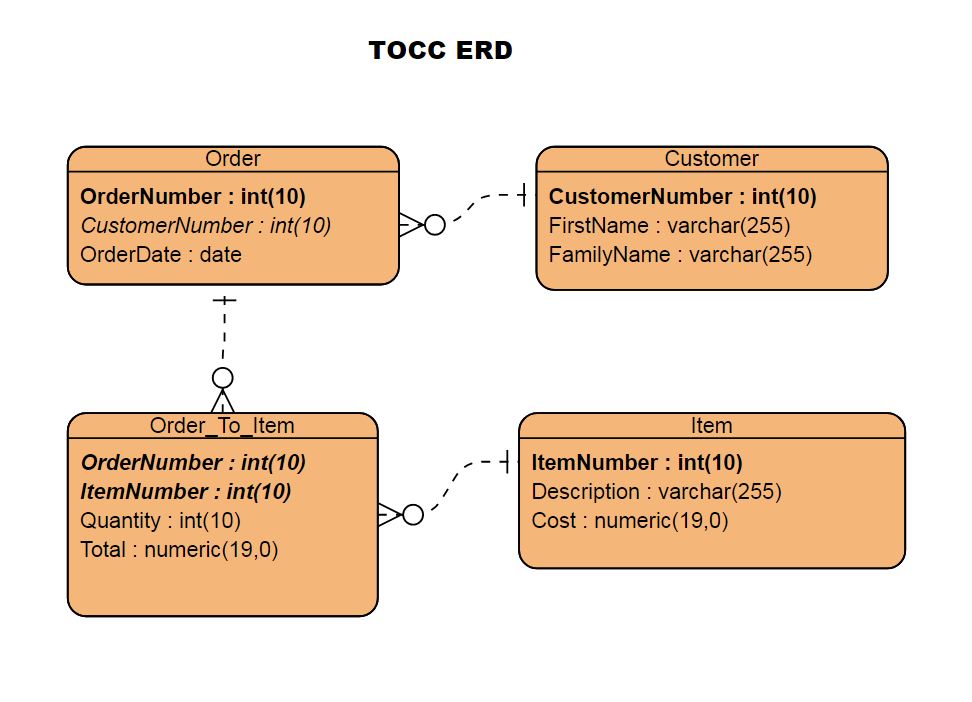 TOCC ERD
Order
OrderNumber : int(10)
CustomerNumber : int(10)
OrderDate : date
Customer
CustomerNumber : int(10)
FirstName : varchar(255)
FamilyName : varchar(255)
Order_To_Item
OrderNumber : int(10)
ItemNumber : int(10)
Quantity : int(10)
Total : numeric(19,0)
Item
ItemNumber : int(10)
Description : varchar(255)
Cost : numeric(19,0)